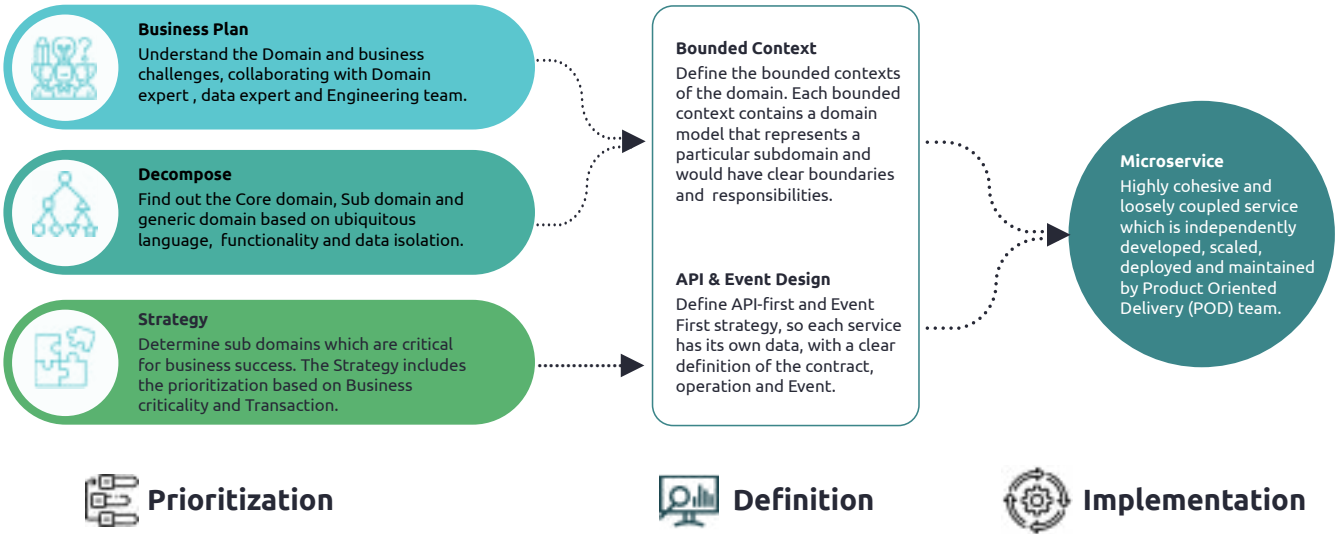 Business Plan
Understand the Domain and business
challenges, collaborating with Domain
expert , data expert and Engineering team.
Decompose
Find out the Core domain, Sub domain and
generic domain based on ubiquitous
language,  functionality and data isolation.
Strategy
Determine sub domains which are critical
for business success. The Strategy includes
the prioritization based on Business
criticality and Transaction.
Bounded Context
Define the bounded contexts
of the domain. Each bounded
context contains a domain
model that represents a
particular subdomain and
would have clear boundaries
and  responsibilities.
API & Event Design
Define API-first and Event
First strategy, so each service
has its own data, with a clear
definition of the contract,
operation and Event.
Microservice
Highly cohesive and
loosely coupled service
which is independently
developed, scaled,
deployed and maintained
by Product Oriented
Delivery (POD) team.
Prioritization
Definition
Implementation